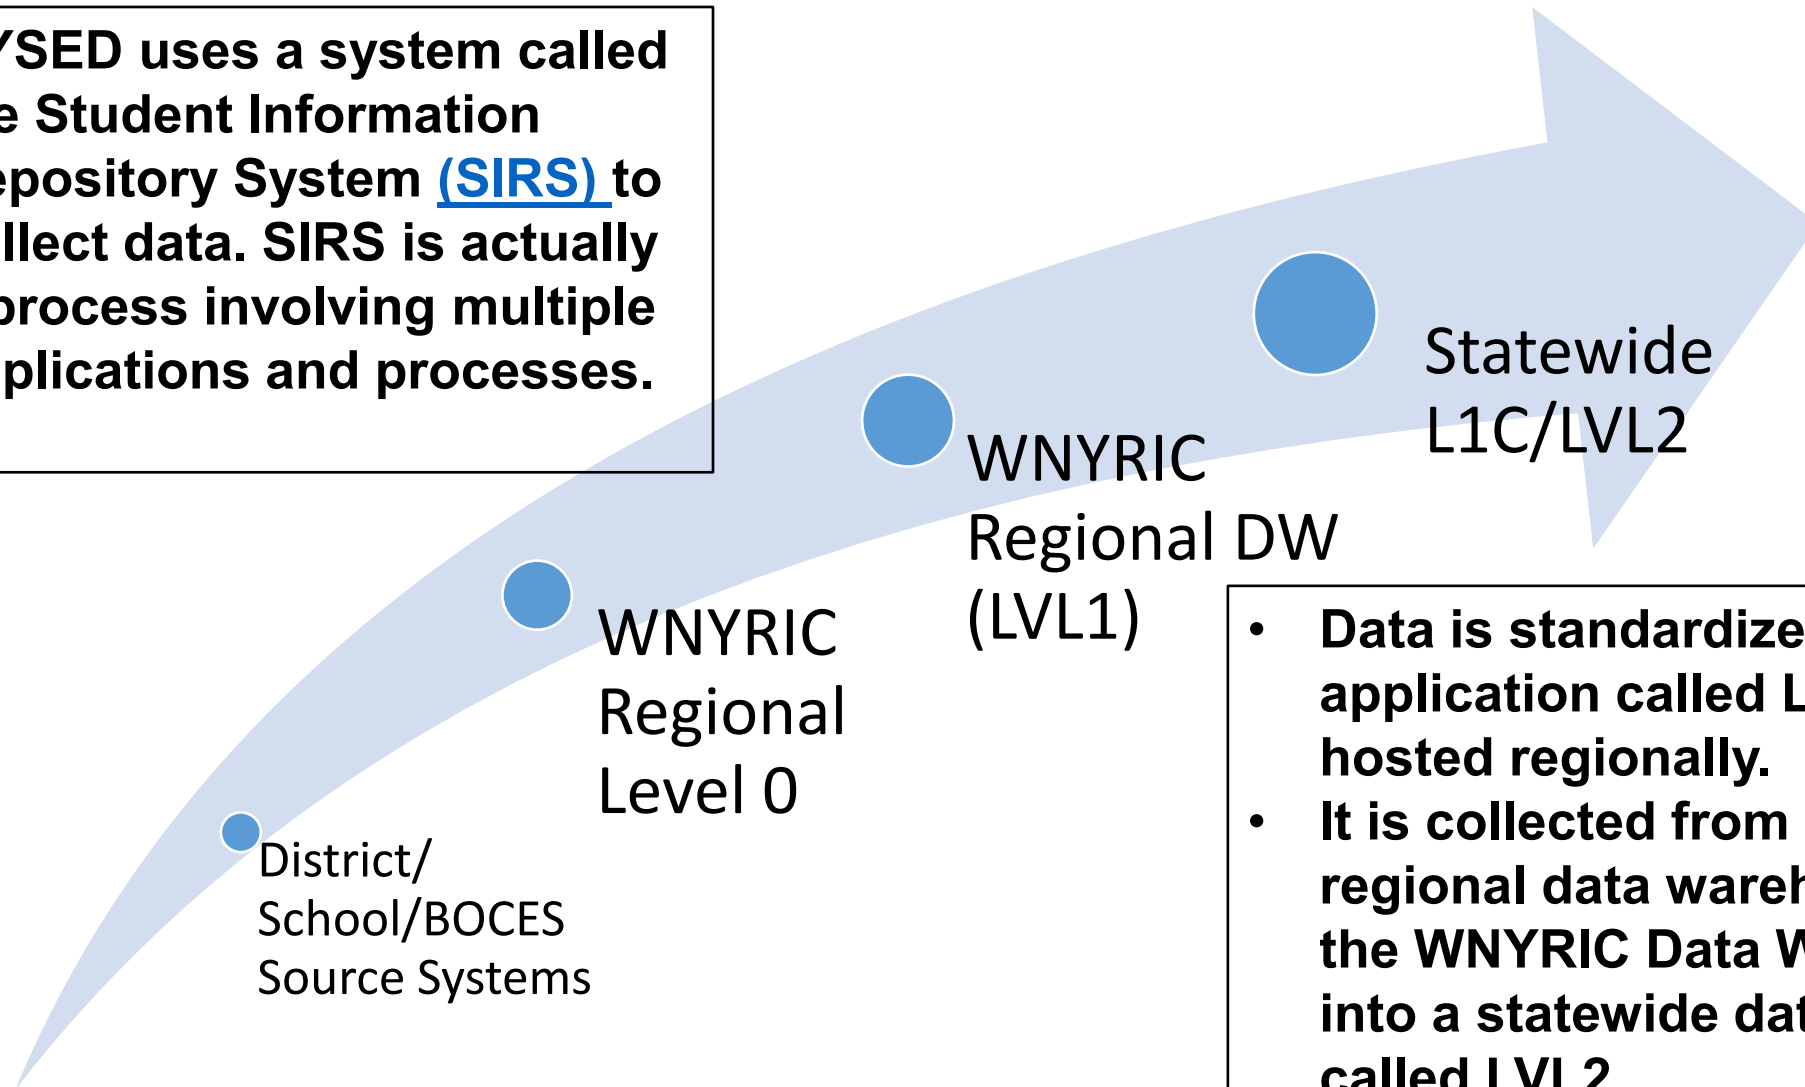 YSED uses a system called
e Student Information
epository System (SIRS) to
llect data. SIRS is actually
process involving multiple
plications and processes.
Statewide
L1C/LVL2
WNYRIC
Regional DW
(LVL1)
WNYRIC
Regional
Level 0
District/
School/BOCES
Source Systems
• Data is standardize
application called L
hosted regionally.
• It is collected from
regional data wareh
the WNYRIC Data W
into a statewide dat
called LVL2